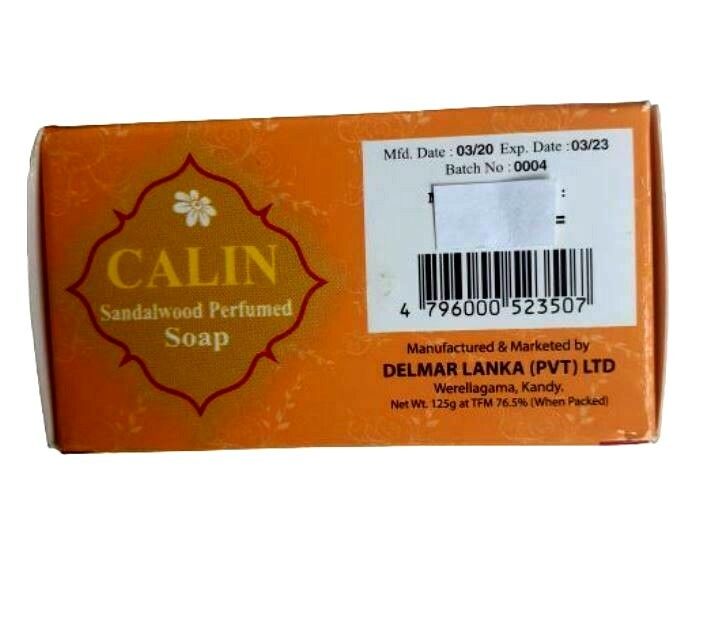 CALIN
Sandalwood Perfumed
Soap
Mfd. Date : 03/20 Exp. Date :03/23
Batch No : 0004
:
=
4 796000 523507
Manufactured & Marketed by
DELMAR LANKA (PVT) LTD
Werellagama, Kandy.
Net Wt. 125g at TFM 76.5% (When Packed)